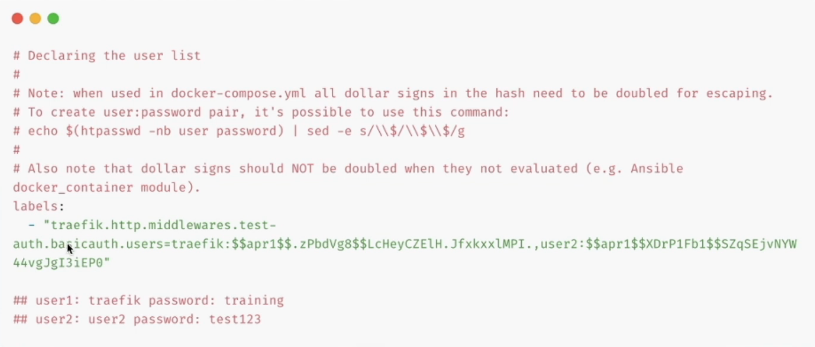 # Declaring the user list
#
# Note: when used in docker-compose.yml all dollar signs in the hash need to be doubled for escaping.
# To create user:password pair, it's possible to use this command:
# echo $(htpasswd -nb user password) | sed -e s/\\$/\\$\\$/g
#
# Also note that dollar signs should NOT be doubled when they not evaluated (e.g. Ansible
docker_container module).
labels:
- "traefik.http.middlewares.test-
auth.basicauth.users=traefik:$$apr1$$.zPbdVg8$$LcHeyCZElH.JfxkxxlMPI.,user2:$$apr1$$XDrP1Fb1$$SZqSEjvNYW
44vgJgI3iEP0"
## user1: traefik password: training
## user2: user2 password: test123